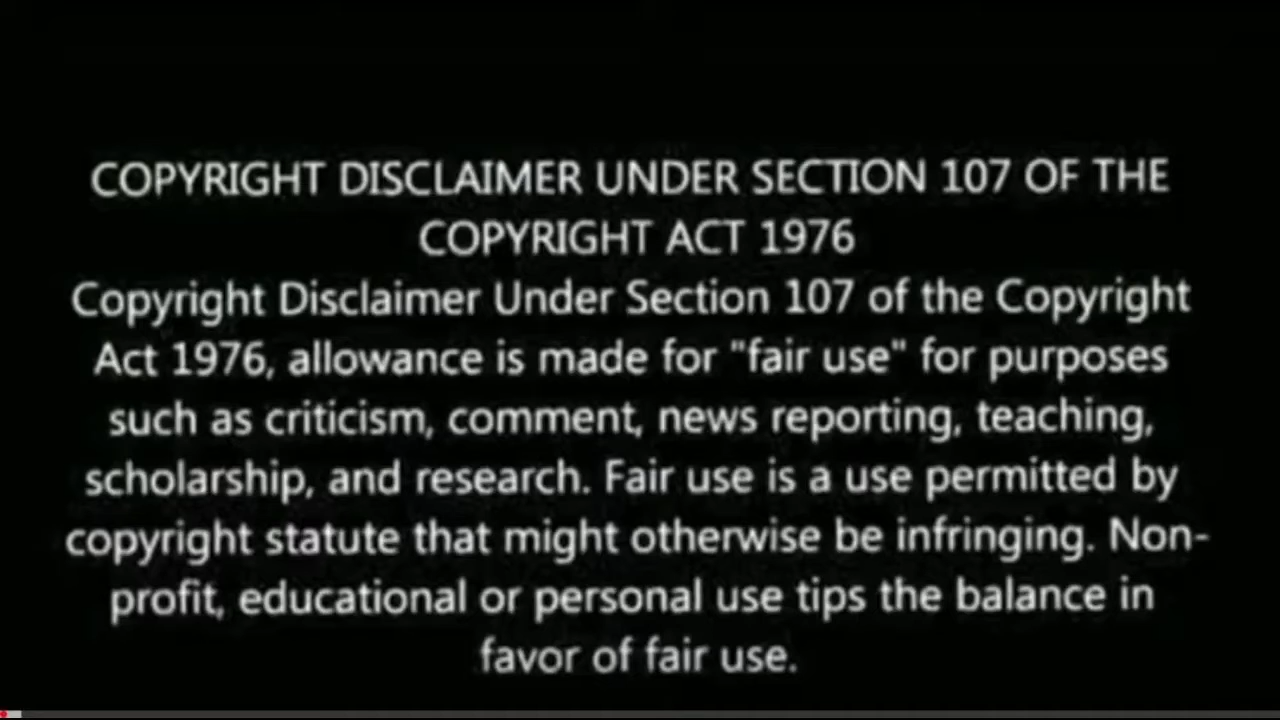 COPYRIGHT DISCLAIMER UNDER SECTION 107 OF THE
COPYRIGHT ACT 1976
Copyright Disclaimer Under Section 107 of the Copyright
Act 1976, allowance is made for "fair use" for purposes
such as criticism, comment, news reporting, teaching,
scholarship, and research. Fair use is a use permitted by
copyright statute that might otherwise be infringing. Non-
profit, educational or personal use tips the balance in
favor of fair use.